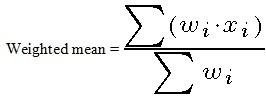 Weighted mean = ∑(wᵢ·xᵢ) / ∑wᵢ